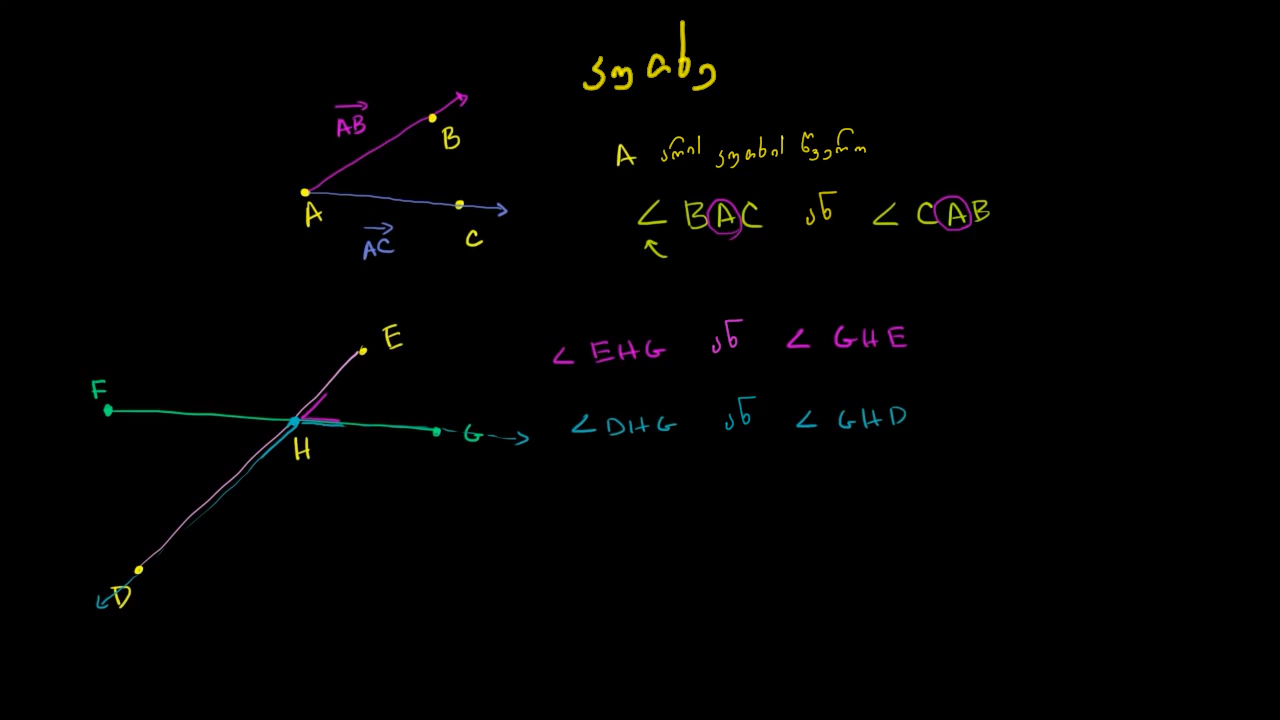 კუთხე
A არის კუთხის წვერო
∠ BAC ან ∠ CAB
AB
B
A
C
AC
∠ EHG ან ∠ GHE
∠ DHG ან ∠ GHD
E
F
G
H
D